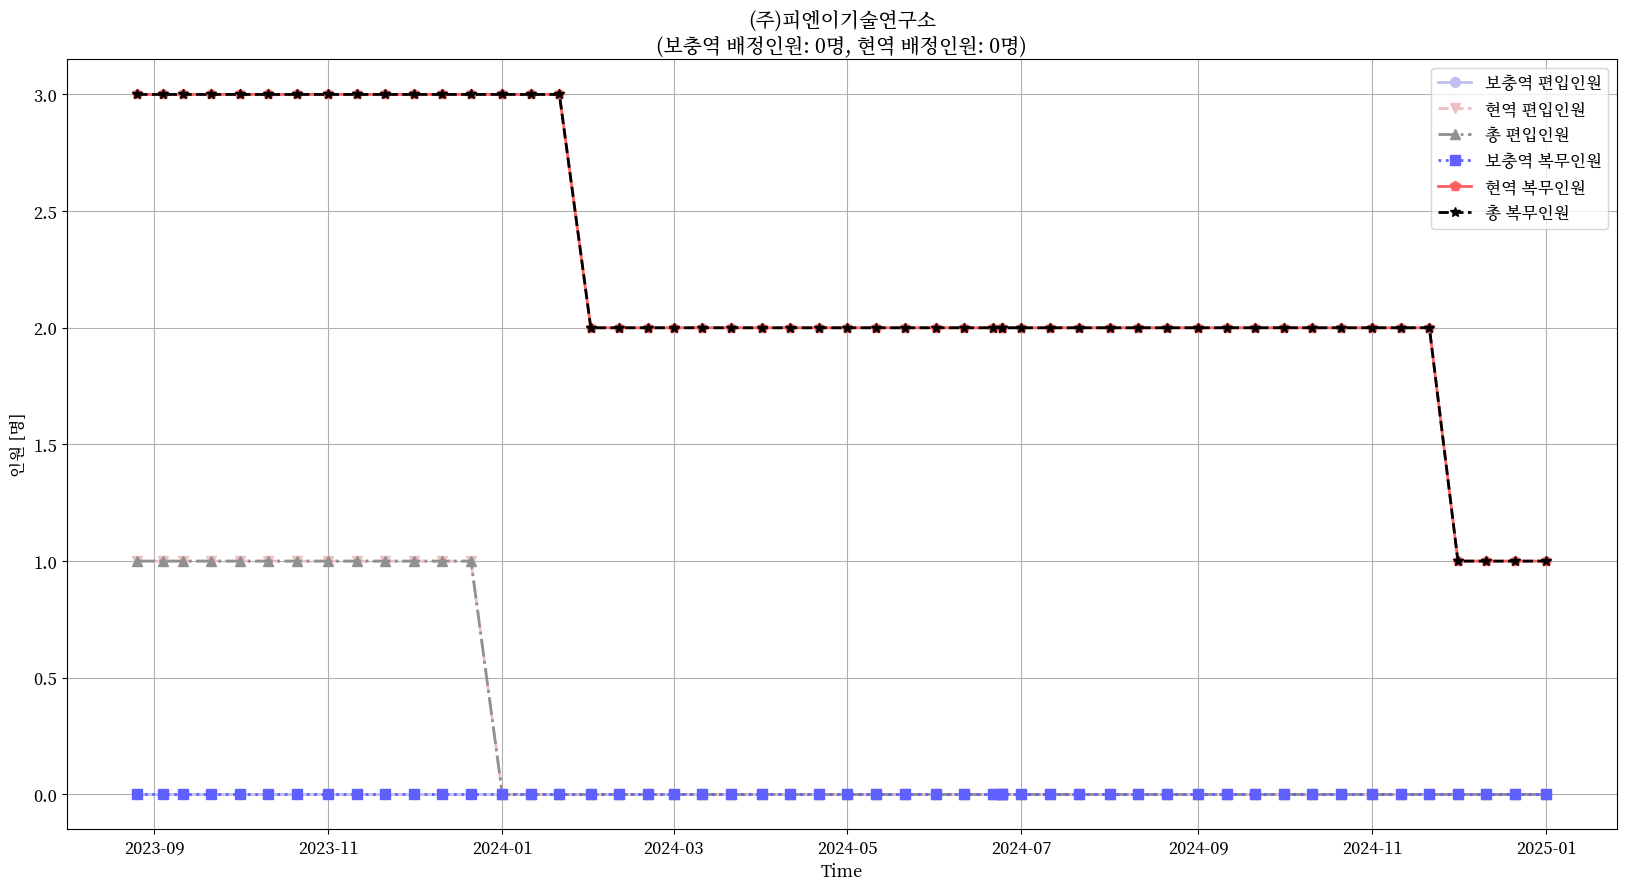 (주)피엔이기술연구소
(보충역 배정인원: 0명, 현역 배정인원: 0명)
보충역 편입인원
현역 편입인원
총 편입인원
보충역 복무인원
현역 복무인원
총 복무인원
3.0
2.5
2.0
1.5
1.0
0.5
0.0
인원 [명]
2023-09
2023-11
2024-01
2024-03
2024-05
2024-07
2024-09
2024-11
2025-01
Time